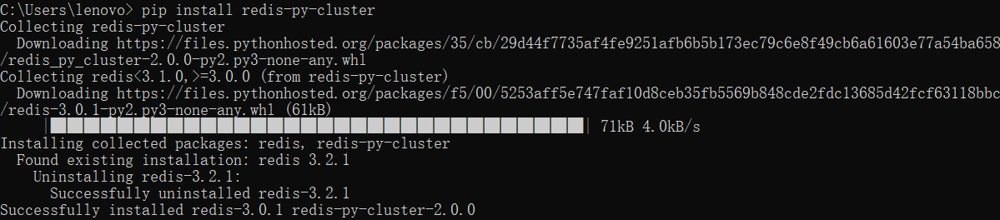 C:\Users\lenovo> pip install redis-py-cluster
Collecting redis-py-cluster
  Downloading https://files.pythonhosted.org/packages/35/cb/29d44f7735af4fe9251afb6b5b173ec79c6e8f49cb6a61603e77a54ba658
/redis_py_cluster-2.0.0-py2.py3-none-any.whl
Collecting redis<3.1.0,>=3.0.0 (from redis-py-cluster)
  Downloading https://files.pythonhosted.org/packages/f5/00/5253aff5e747faf10d8ceb35fb5569b848cde2fdc13685d42fcf63118bbc
/redis-3.0.1-py2.py3-none-any.whl (61kB)
71kB 4.0kB/s
Installing collected packages: redis, redis-py-cluster
  Found existing installation: redis 3.2.1
    Uninstalling redis-3.2.1:
      Successfully uninstalled redis-3.2.1
Successfully installed redis-3.0.1 redis-py-cluster-2.0.0